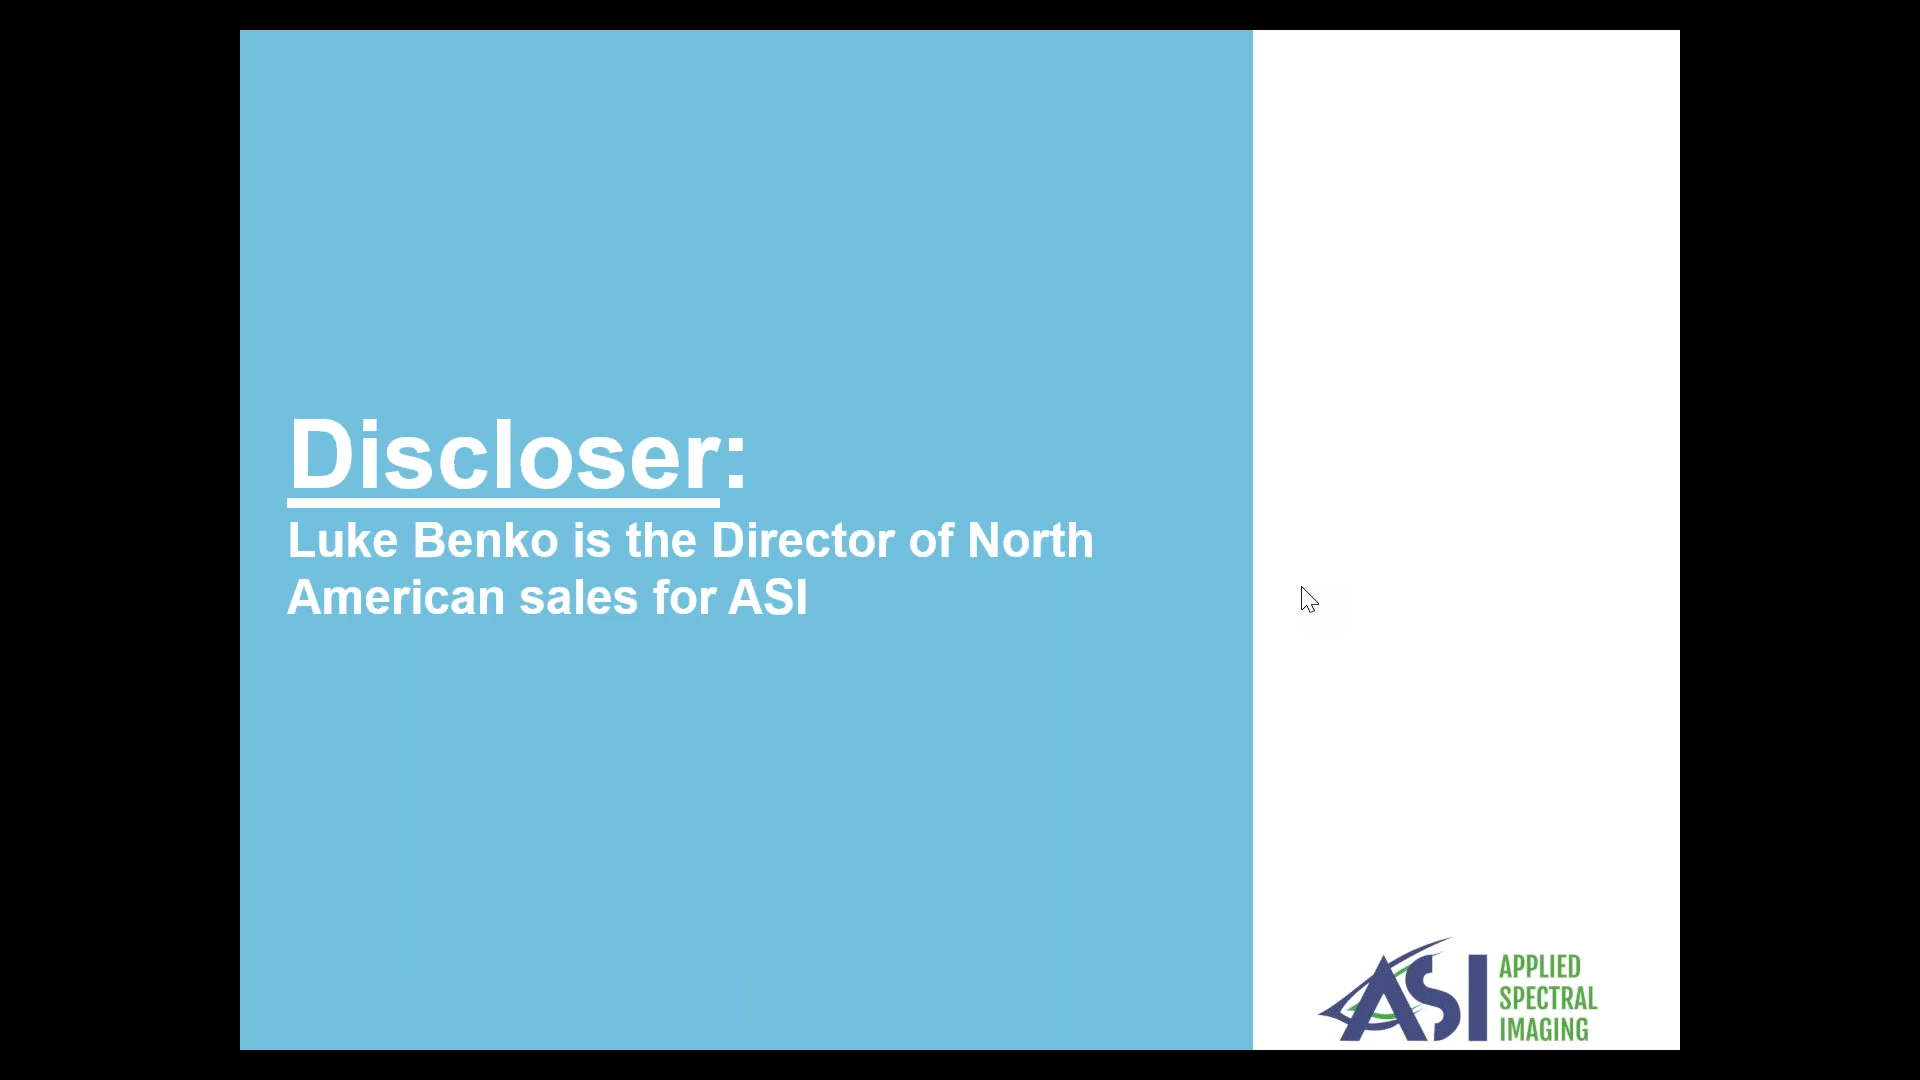 Discloser:
Luke Benko is the Director of North
American sales for ASI
ASI
APPLIED
SPECTRAL
IMAGING